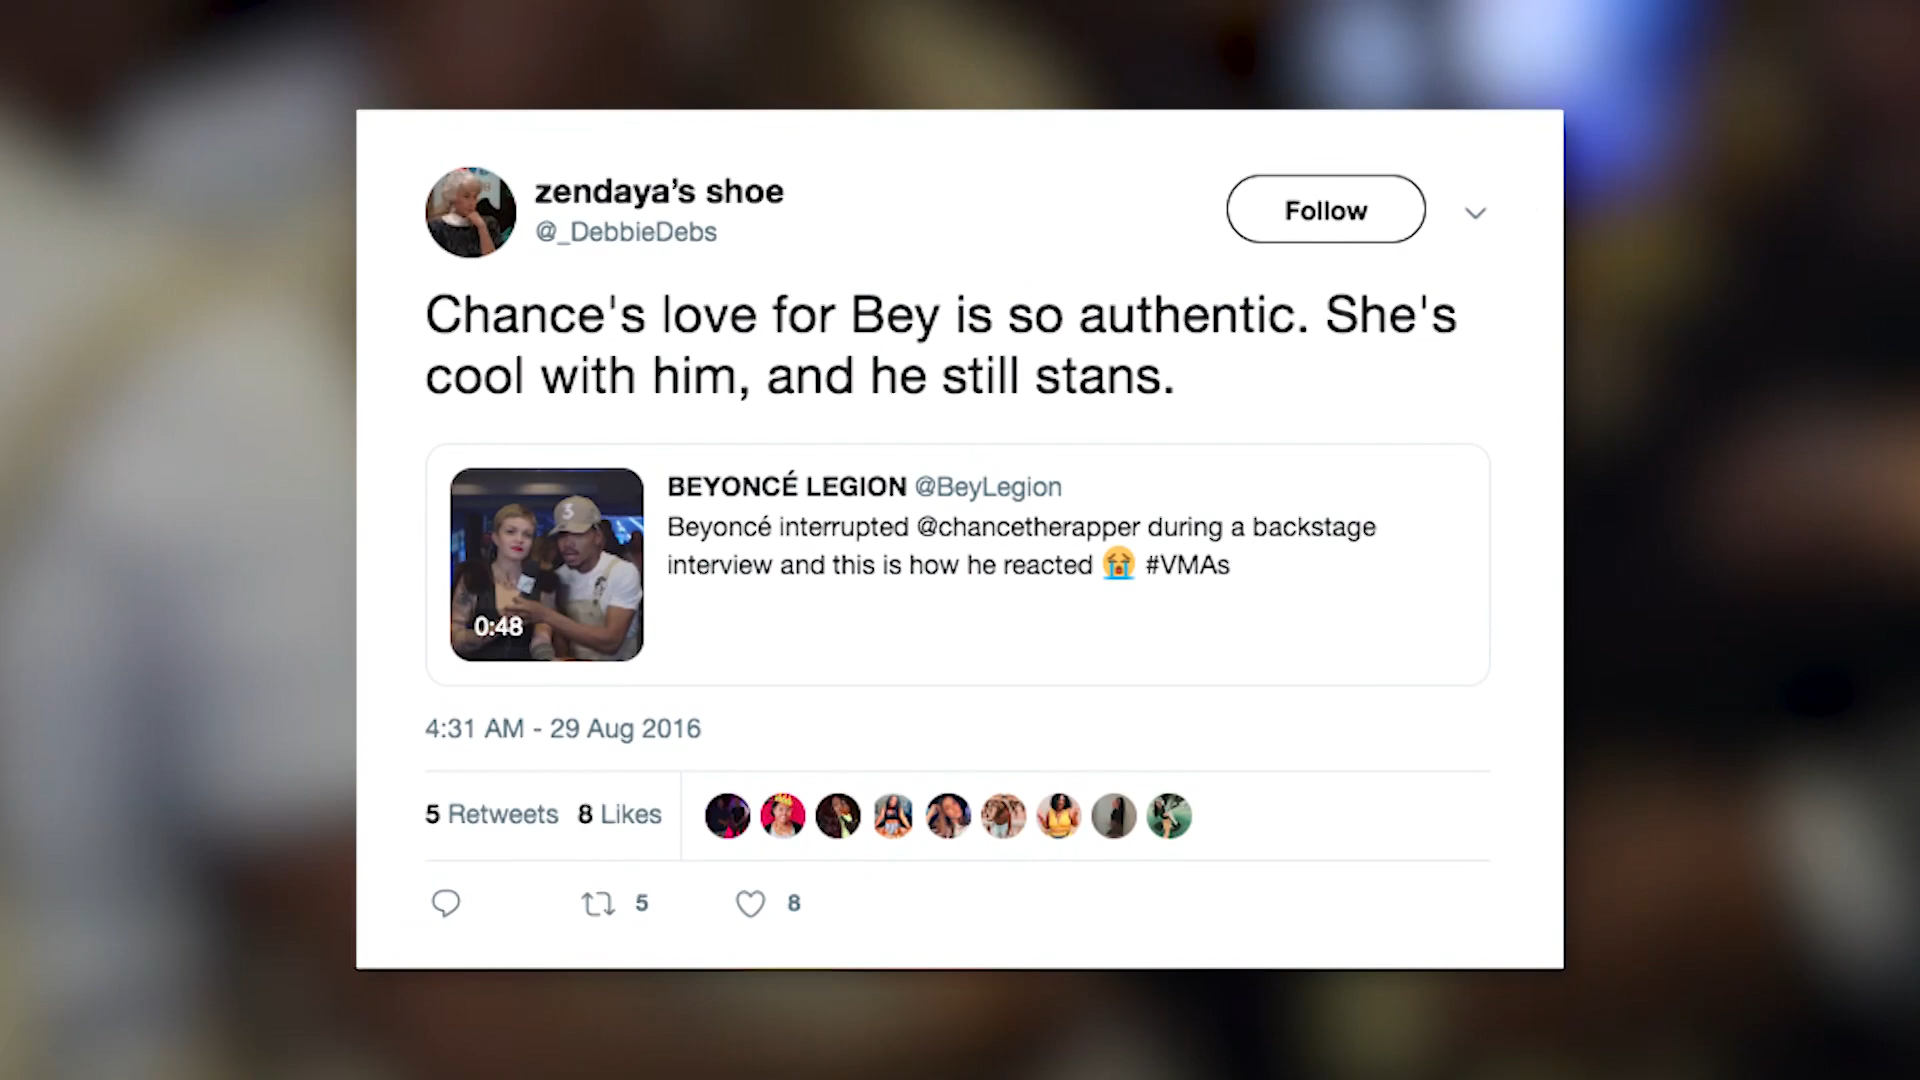 zendaya's shoe
@_DebbieDebs
Follow
Chance's love for Bey is so authentic. She's
cool with him, and he still stans.
BEYONCÉ LEGION @BeyLegion
Beyoncé interrupted @chancetherapper during a backstage
interview and this is how he reacted 😭 #VMAs
3
0:48
4:31 AM - 29 Aug 2016
5 Retweets 8 Likes
5 8